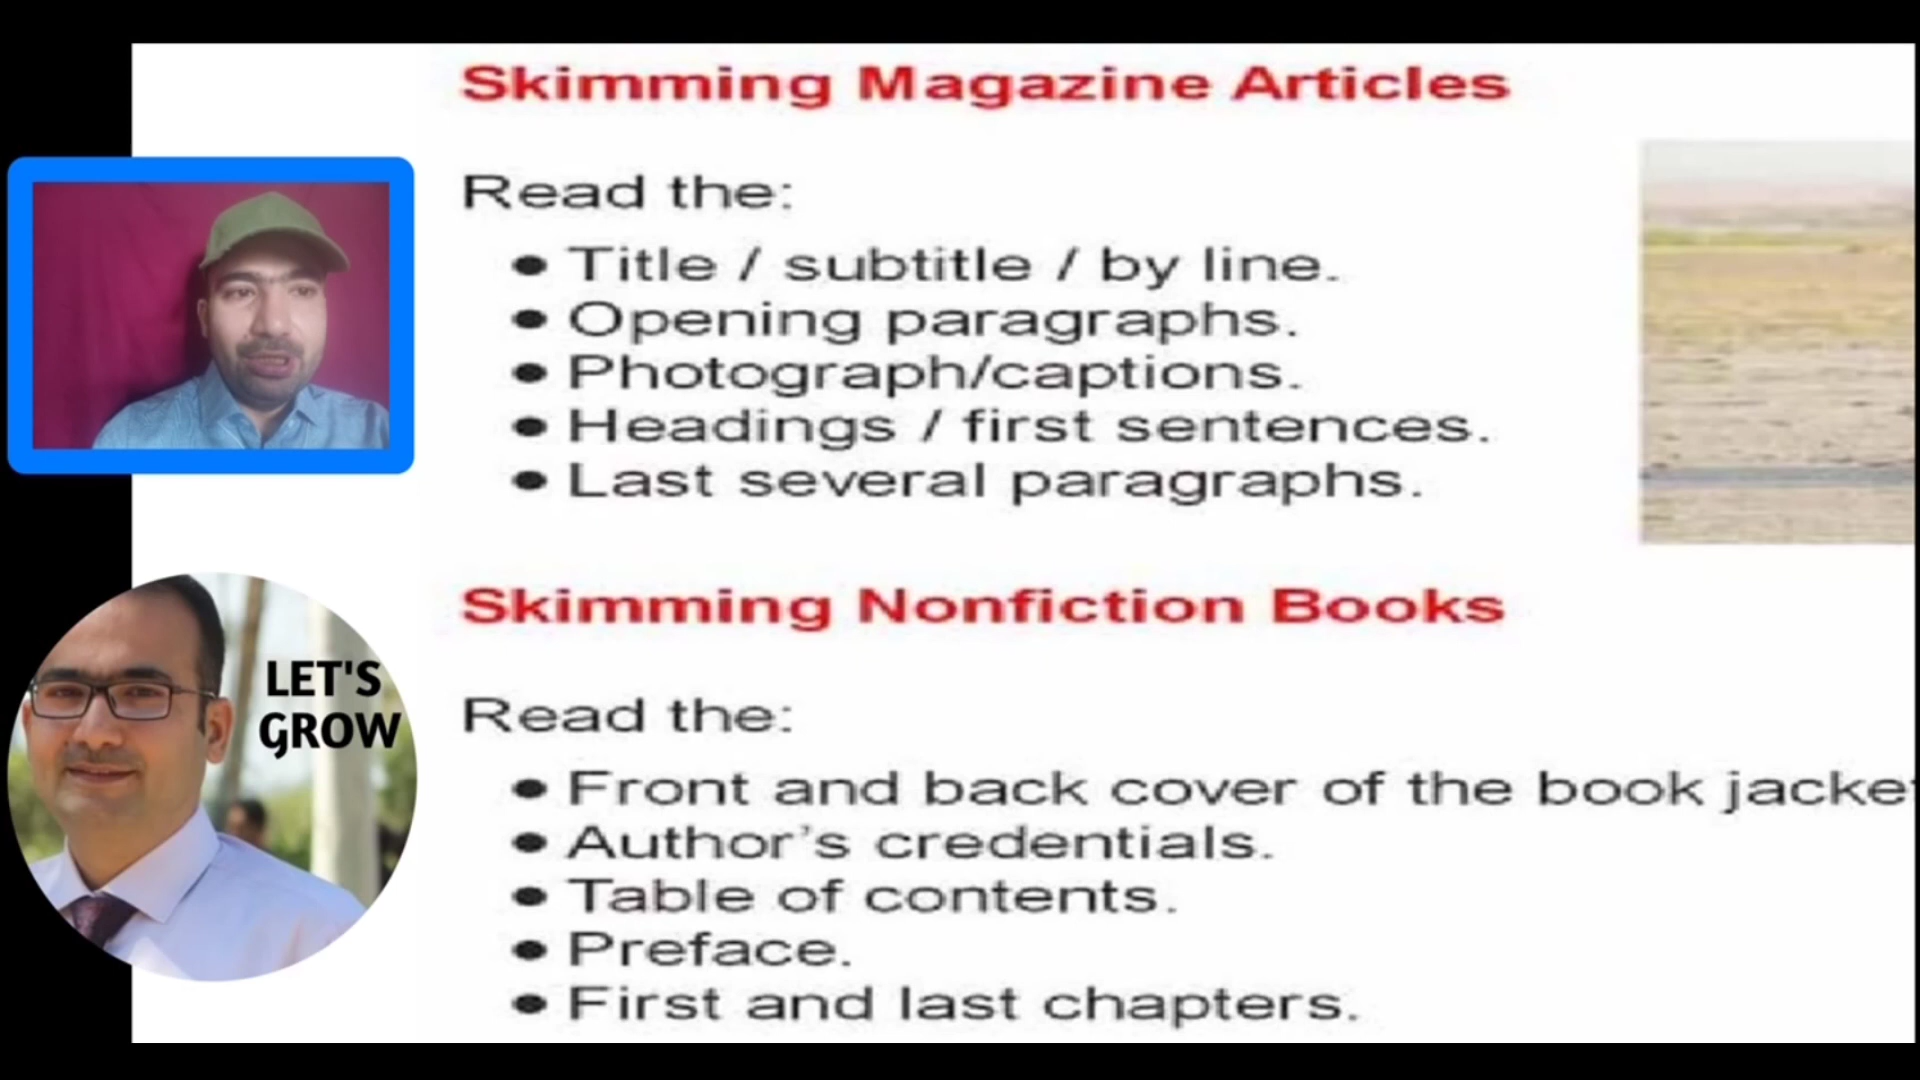 Skimming Magazine Articles
Read the:
• Title / subtitle / by line.
• Opening paragraphs.
• Photograph/captions.
• Headings / first sentences.
• Last several paragraphs.
LET'S
GROW
Skimming Nonfiction Books
Read the:
• Front and back cover of the book jacket
• Author's credentials.
• Table of contents.
• Preface.
• First and last chapters.